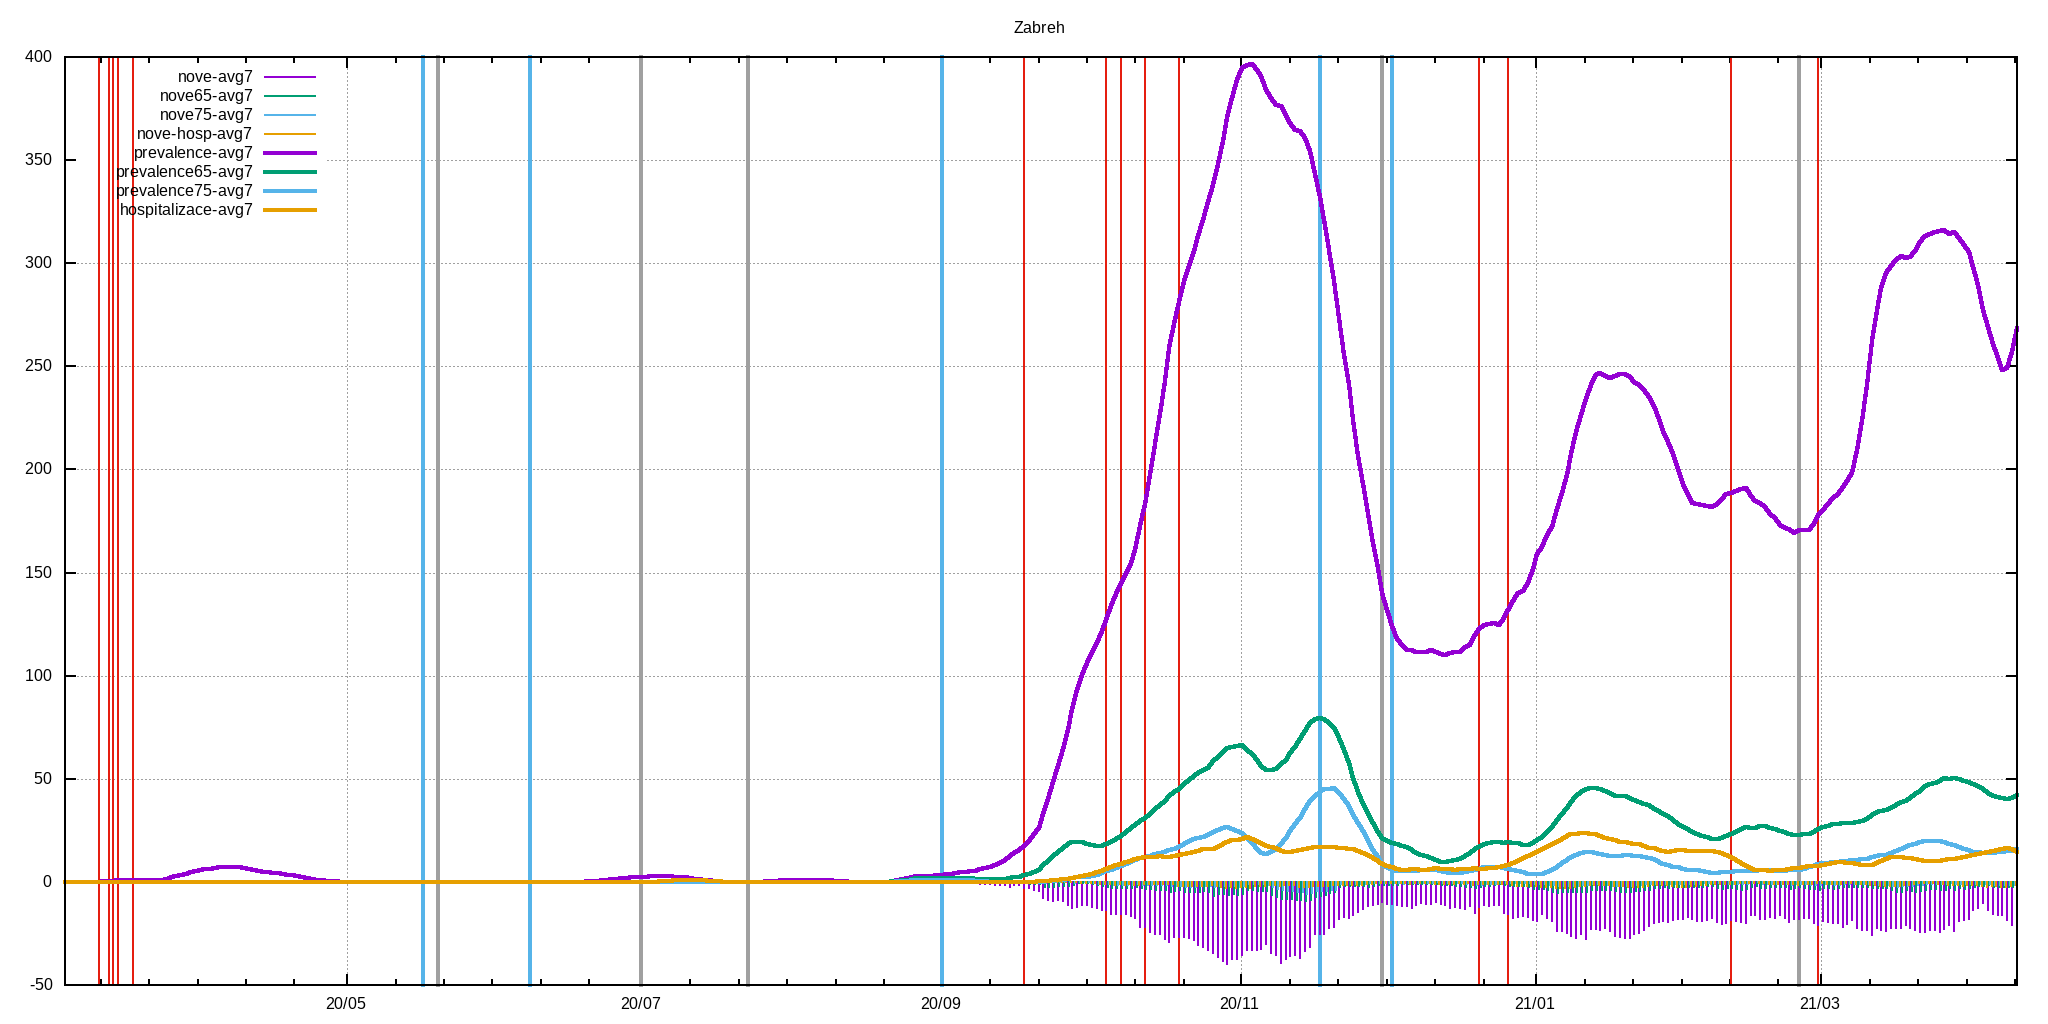 Zabreh
400
350
300
250
200
150
100
50
0
-50
nove-avg7
nove65-avg7
nove75-avg7
nove-hosp-avg7
prevalence-avg7
prevalence65-avg7
prevalence75-avg7
hospitalizace-avg7
20/05 20/07 20/09 20/11 21/01 21/03